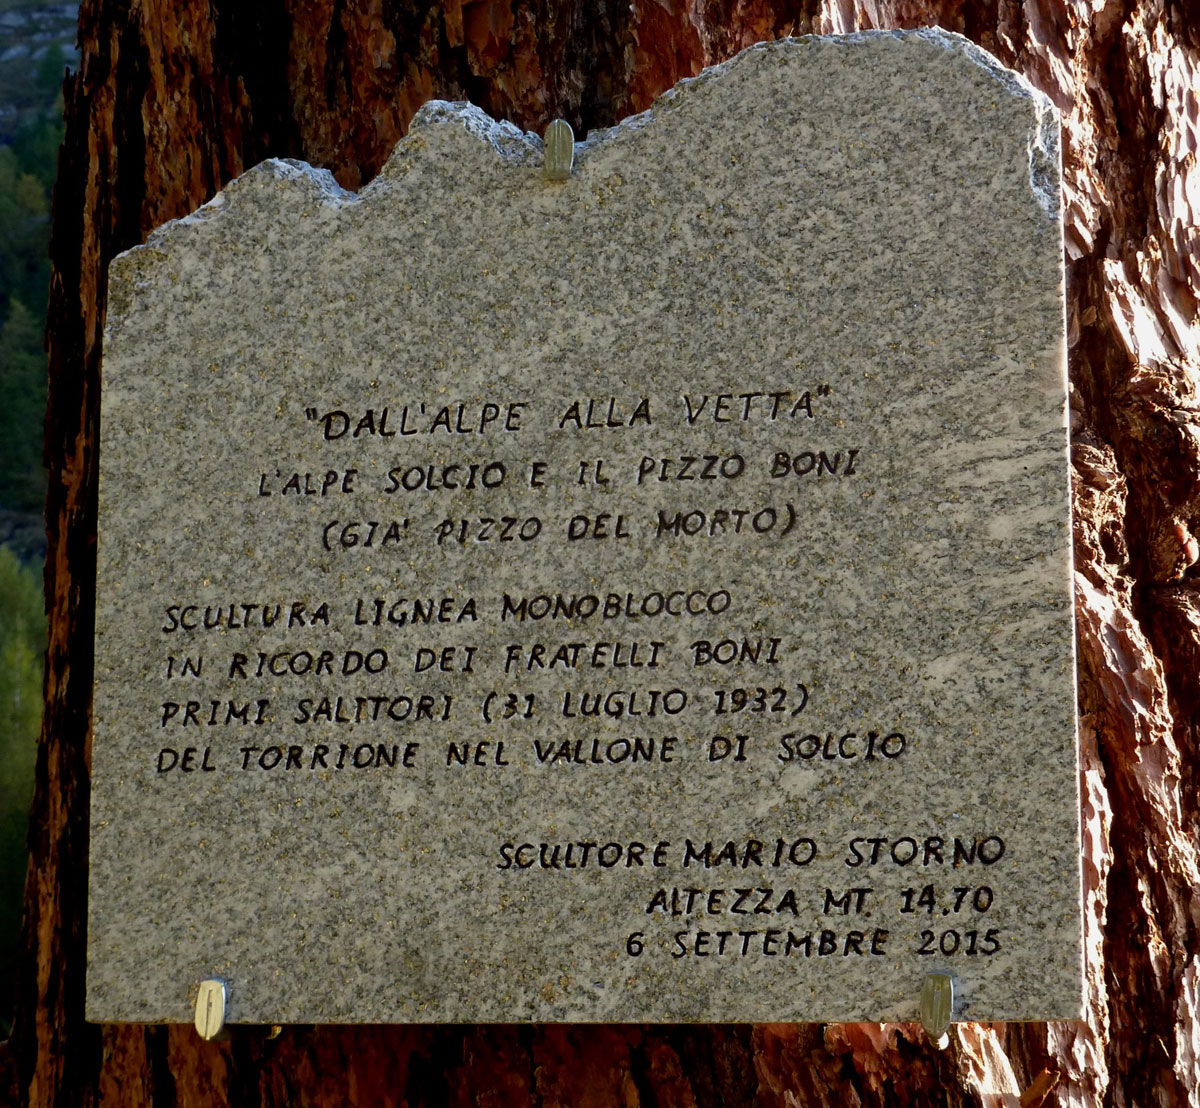 "DALL'ALPE ALLA VETTA"
L'ALPE SOLCIO E IL PIZZO BONI
(GIA' PIZZO DEL MORTO)
SCULTURA LIGNEA MONOBLOCCO
IN RICORDO DEI FRATELLI BONI
PRIMI SALITORI (31 LUGLIO 1932)
DEL TORRIONE NEL VALLONE DI SOLCIO
SCULTORE MARIO STORNO
ALTEZZA MT. 14.70
6 SETTEMBRE 2015